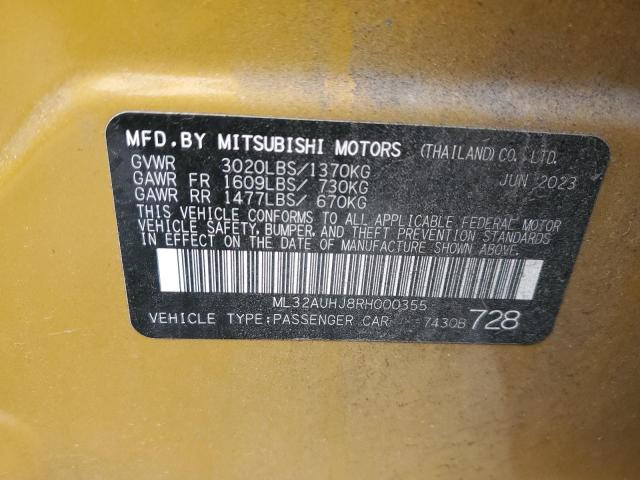 MFD.BY MITSUBISHI MOTORS (THAILAND) CO., LTD.
GVWR 3020LBS/1370KG JUN 2023
GAWR FR 1609LBS/ 730KG
GAWR RR 1477LBS/ 670KG
THIS VEHICLE CONFORMS TO ALL APPLICABLE FEDERAL MOTOR
VEHICLE SAFETY, BUMPER, AND THEFT PREVENTION STANDARDS
IN EFFECT ON THE DATE OF MANUFACTURE SHOWN ABOVE.
ML32AUHJ8RH000355
VEHICLE TYPE:PASSENGER CAR 7430B 728